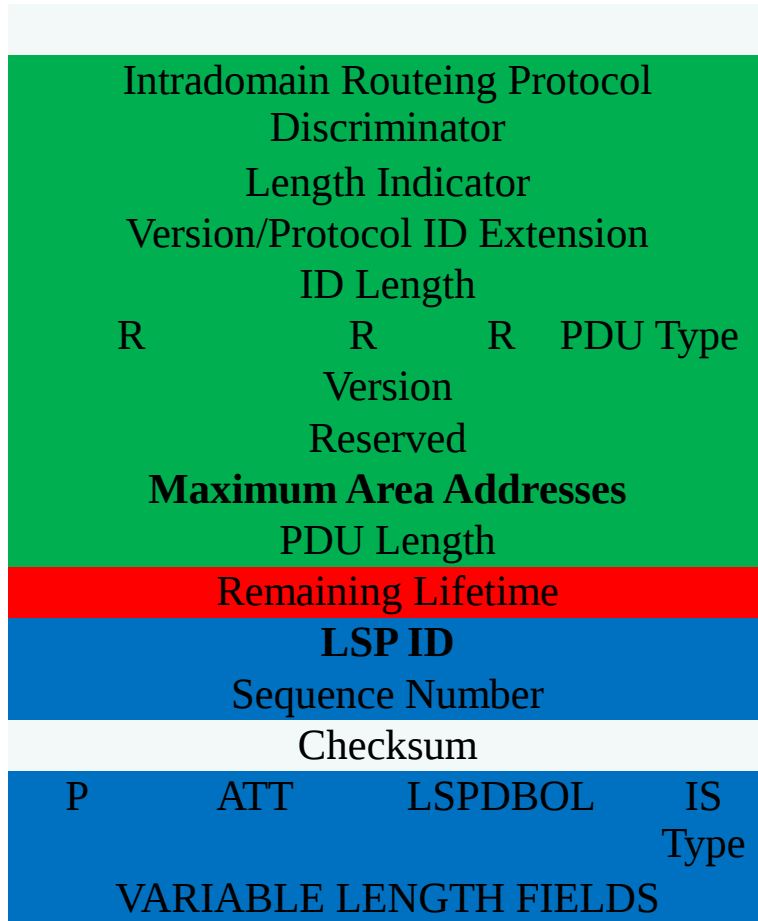 Intradomain Routeing Protocol
Discriminator
Length Indicator
Version/Protocol ID Extension
ID Length
R R R PDU Type
Version
Reserved
Maximum Area Addresses
PDU Length
Remaining Lifetime
LSP ID
Sequence Number
Checksum
P ATT LSPDBOL IS
Type
VARIABLE LENGTH FIELDS